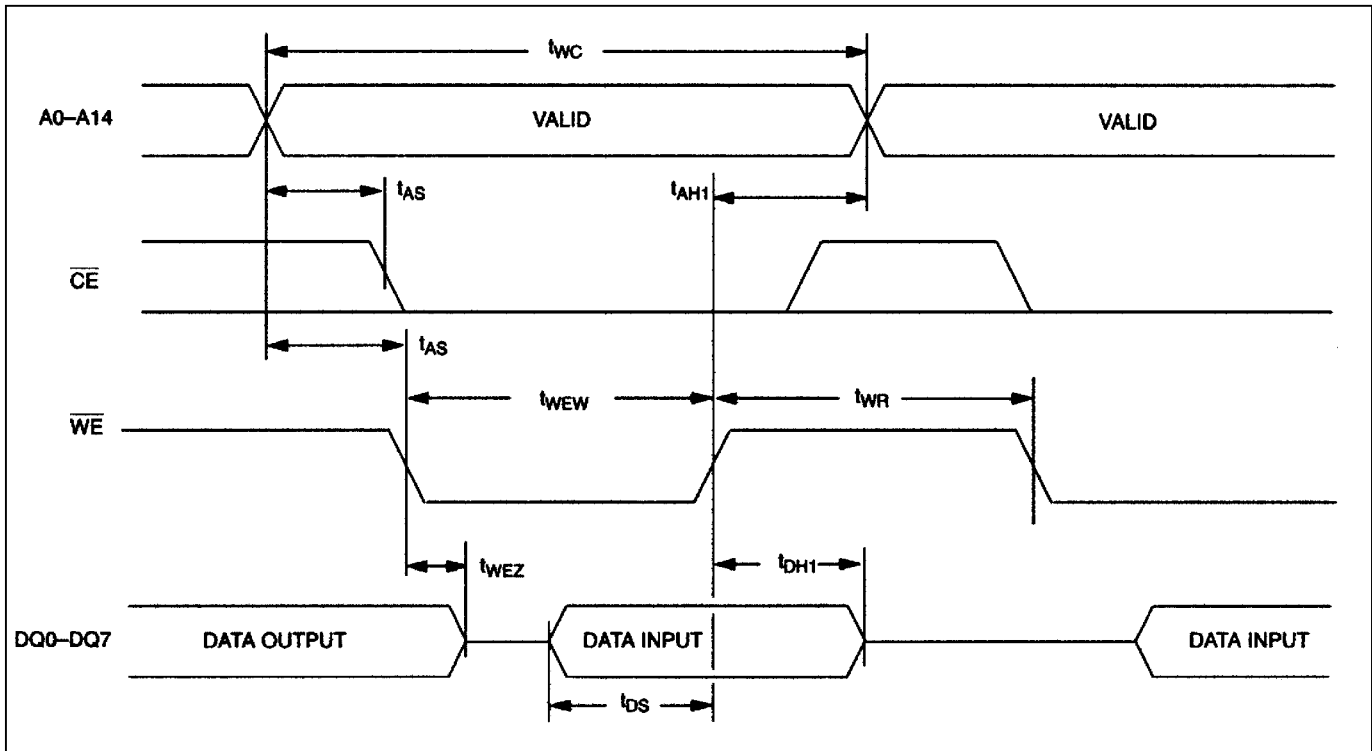 tWC
A0–A14
VALID
VALID
tAS
tAH1
CE
tAS
tWEW
tWR
WE
tWEZ
tDH1
DQ0–DQ7
DATA OUTPUT
DATA INPUT
DATA INPUT
tDS